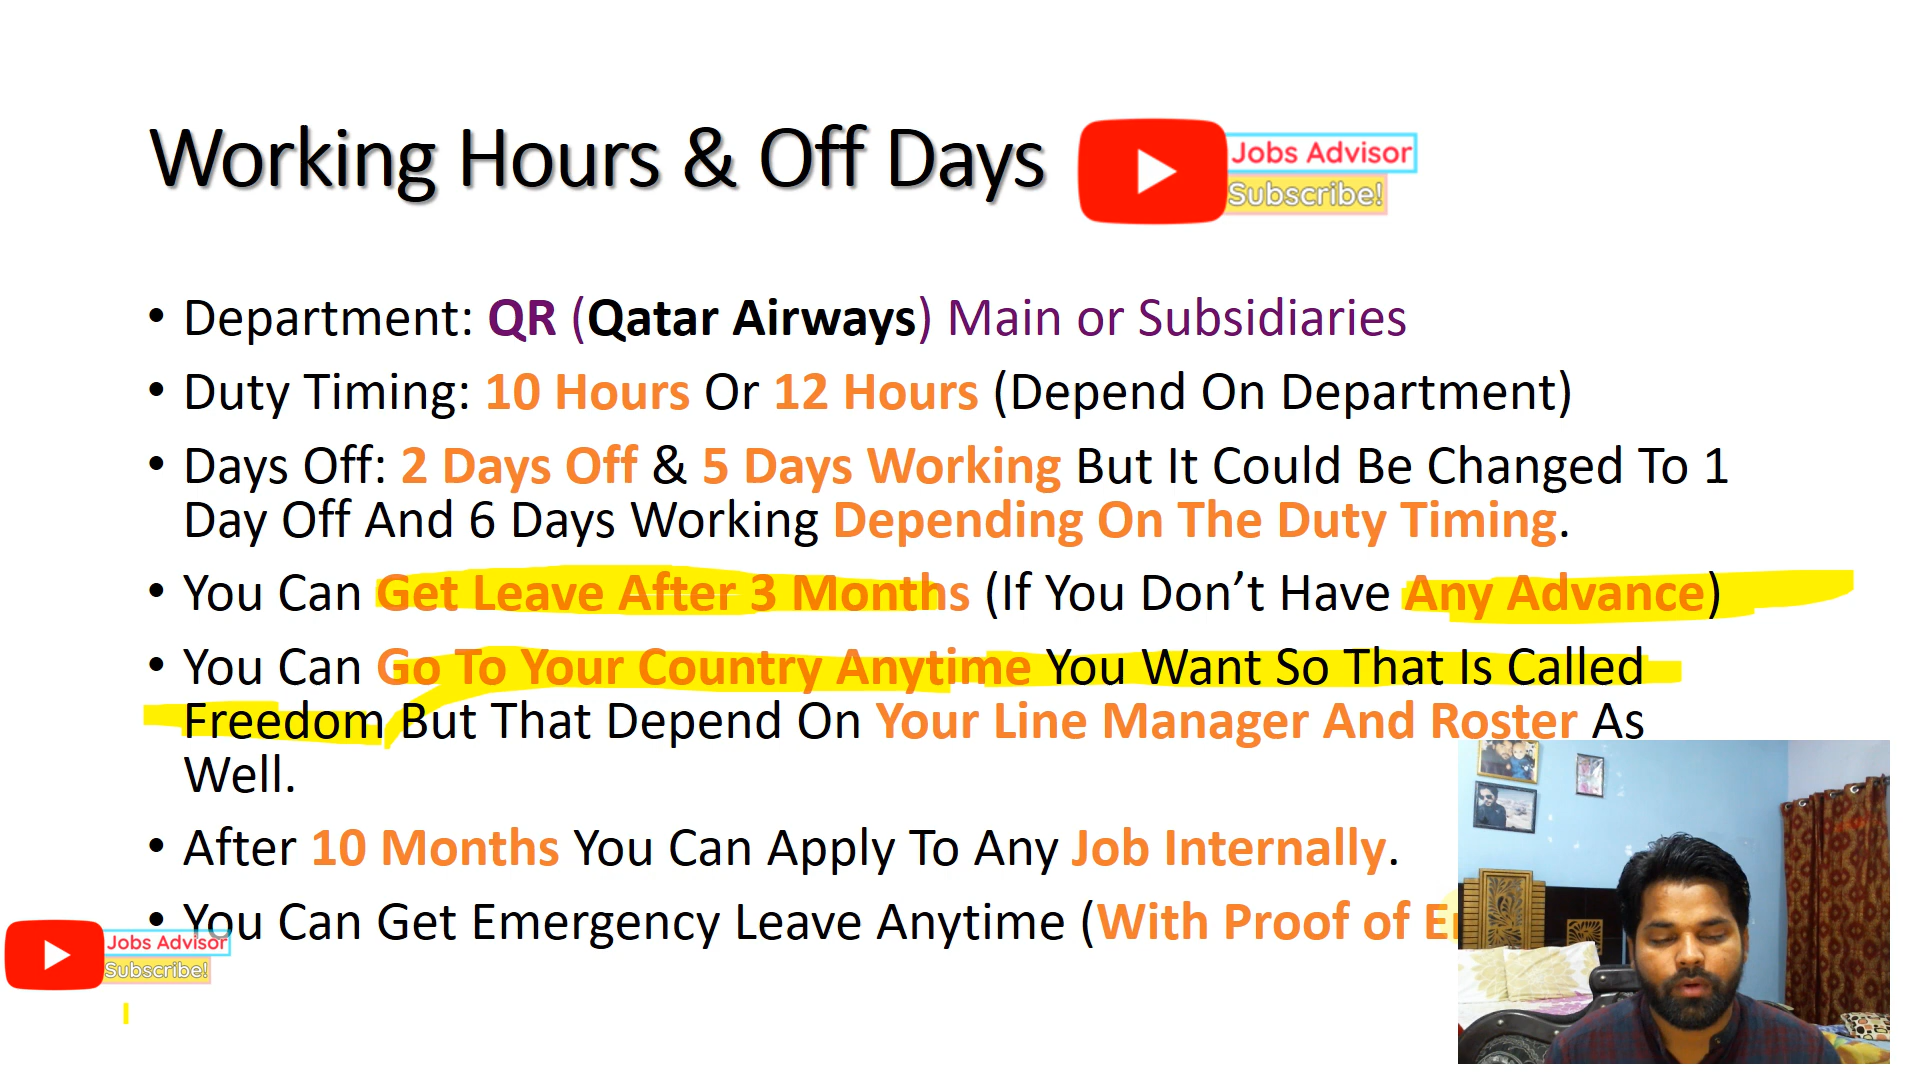 Working Hours & Off Days
Jobs Advisor
Subscribe!
• Department: QR (Qatar Airways) Main or Subsidiaries
• Duty Timing: 10 Hours Or 12 Hours (Depend On Department)
• Days Off: 2 Days Off & 5 Days Working But It Could Be Changed To 1
Day Off And 6 Days Working Depending On The Duty Timing.
• You Can Get Leave After 3 Months (If You Don’t Have Any Advance)
• You Can Go To Your Country Anytime You Want So That Is Called
Freedom But That Depend On Your Line Manager And Roster As
Well.
• After 10 Months You Can Apply To Any Job Internally.
• You Can Get Emergency Leave Anytime (With Proof of
Jobs Advisor
Subscribe!